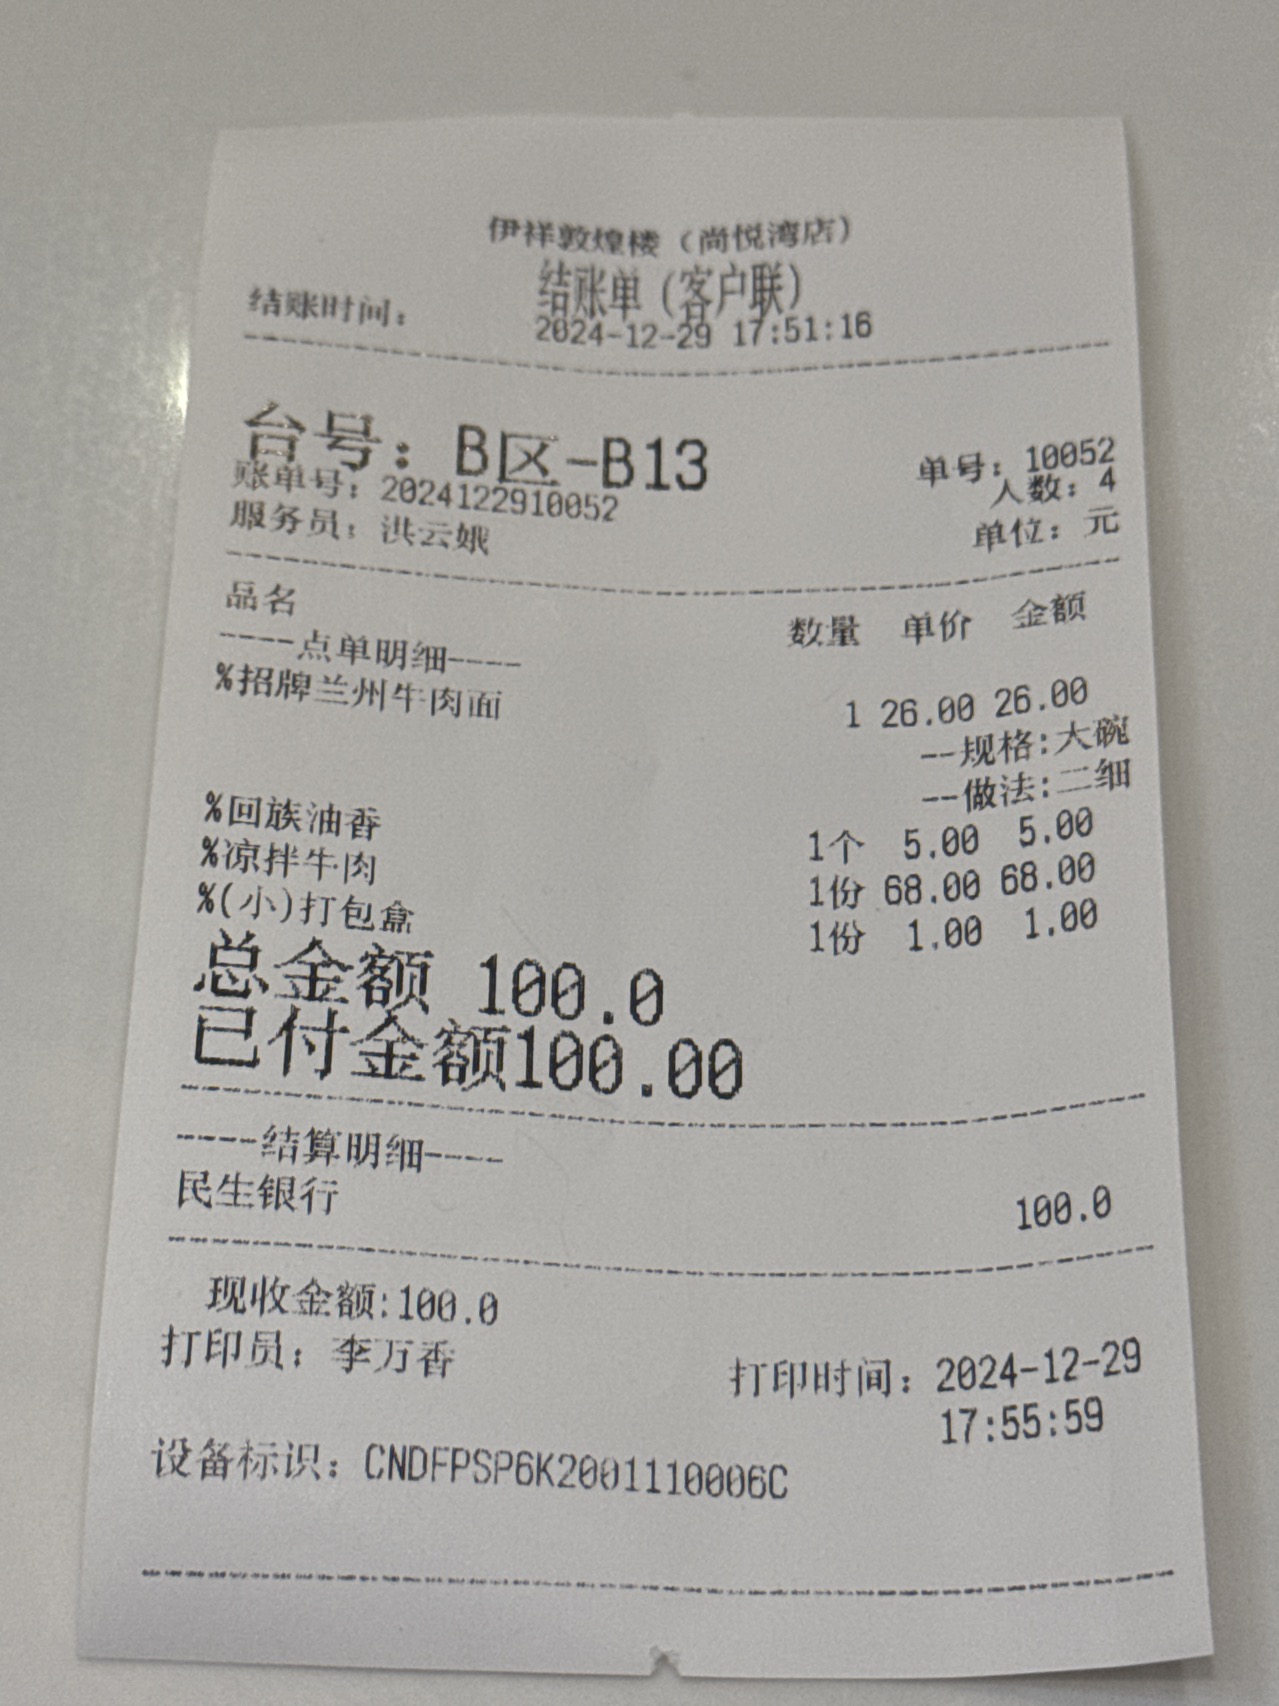 伊祥敦煌楼（尚悦湾店）
结账单（客户联）
结账时间： 2024-12-29 17:51:16
台号：B区-B13
单号：10052
账单号：2024122910052
人数：4
服务员：洪云娥
单位：元
品名 数量 单价 金额
----点单明细----
%招牌兰州牛肉面 1 26.00 26.00
--规格:大碗
--做法:二细
%回族油香 1个 5.00 5.00
%凉拌牛肉 1份 68.00 68.00
%(小)打包盒 1份 1.00 1.00
总金额 100.0
已付金额100.00
----结算明细----
民生银行 100.0
现收金额:100.0
打印员：李万香
打印时间：2024-12-29
17:55:59
设备标识：CNDFPSP6K2001110006C